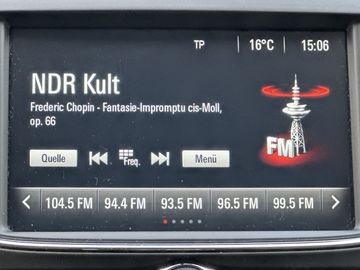 TP 16°C 15:06
NDR Kult
Frederic Chopin - Fantasie-Impromptu cis-Moll,
op. 66
FM
Quelle Freq. Menü
104.5 FM 94.4 FM 93.5 FM 96.5 FM 99.5 FM